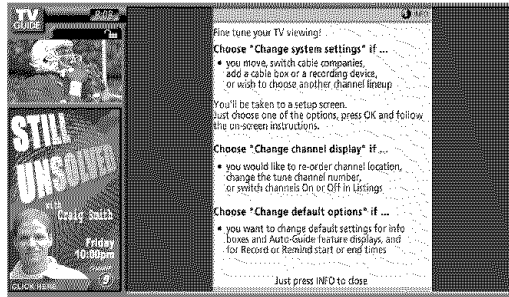 TV
GUIDE
INFO
Fine tune your TV viewing!
Choose "Change system settings" if ...
• you move, switch cable companies,
add a cable box or a recording device,
or wish to choose another channel lineup
You'll be taken to a setup screen.
Just choose one of the options, press OK and follow
the on-screen instructions.
Choose "Change channel display" if ...
• you would like to re-order channel location,
change the tune channel number,
or switch channels On or Off in Listings
Choose "Change default options" if ...
• you want to change default settings for info
boxes and Auto-Guide feature displays, and
for Record or Remind start or end times
Just press INFO to close
STILL
UNSOLVED
with
Craig Smith
Friday
10:00pm
9
CLICK HERE